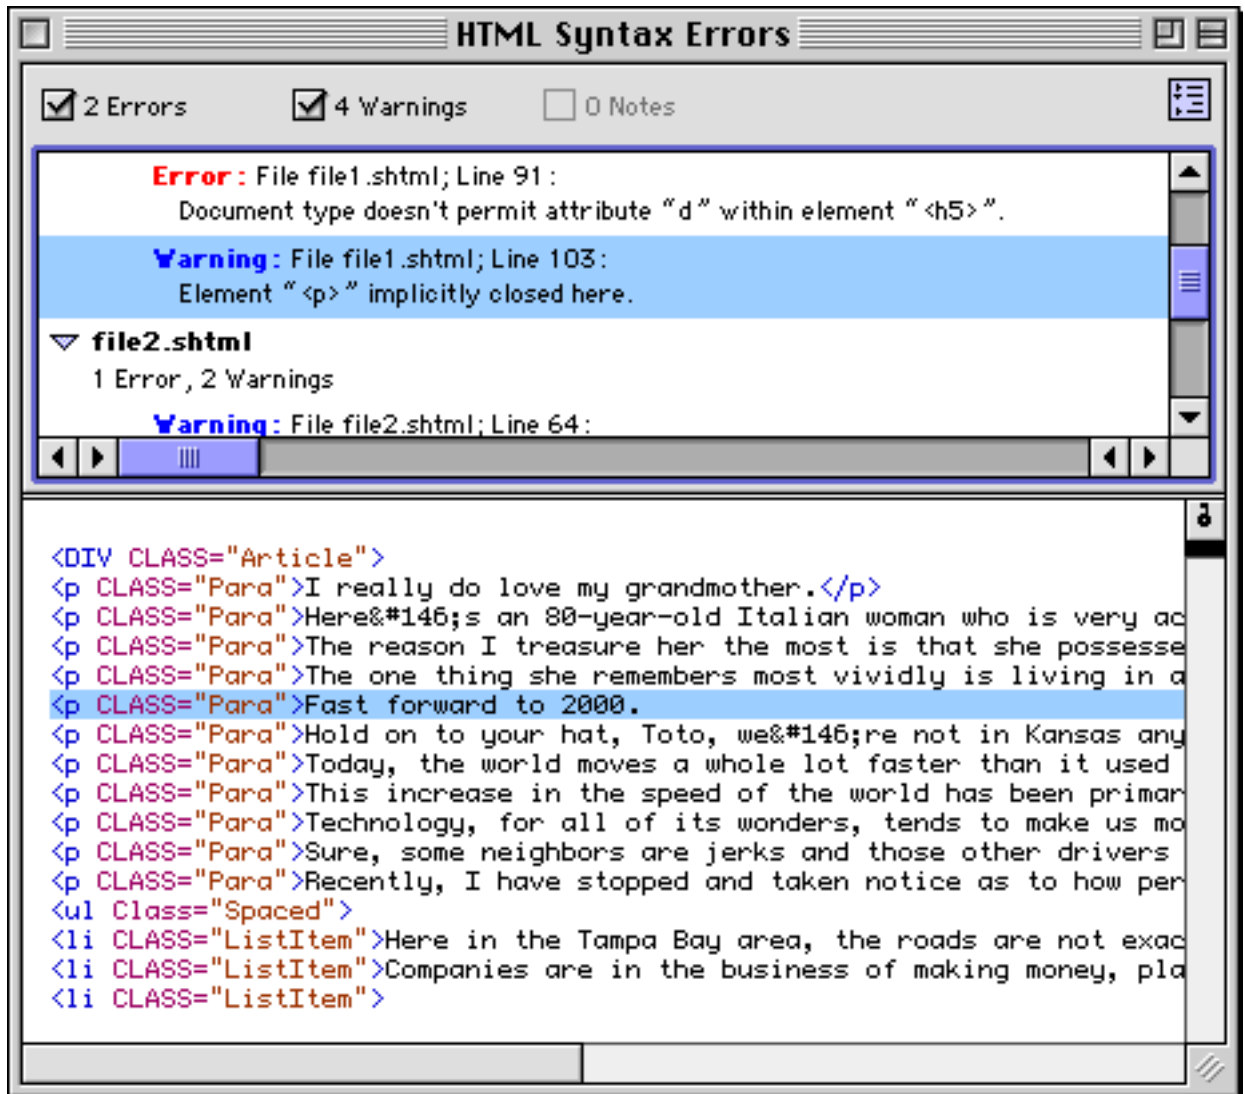 HTML Syntax Errors
2 Errors 4 Warnings 0 Notes
Error: File file1.shtml; Line 91:
Document type doesn't permit attribute “d” within element “<h5>”.
Warning: File file1.shtml; Line 103:
Element “<p>” implicitly closed here.
file2.shtml
1 Error, 2 Warnings
Warning: File file2.shtml; Line 64:
<DIV CLASS="Article">
<p CLASS="Para">I really do love my grandmother.</p>
<p CLASS="Para">Here&#146;s an 80-year-old Italian woman who is very ac
<p CLASS="Para">The reason I treasure her the most is that she possesse
<p CLASS="Para">The one thing she remembers most vividly is living in a
<p CLASS="Para">Fast forward to 2000.
<p CLASS="Para">Hold on to your hat, Toto, we&#146;re not in Kansas any
<p CLASS="Para">Today, the world moves a whole lot faster than it used
<p CLASS="Para">This increase in the speed of the world has been primar
<p CLASS="Para">Technology, for all of its wonders, tends to make us mo
<p CLASS="Para">Sure, some neighbors are jerks and those other drivers
<p CLASS="Para">Recently, I have stopped and taken notice as to how per
<ul Class="Spaced">
<li CLASS="ListItem">Here in the Tampa Bay area, the roads are not exac
<li CLASS="ListItem">Companies are in the business of making money, pla
<li CLASS="ListItem">